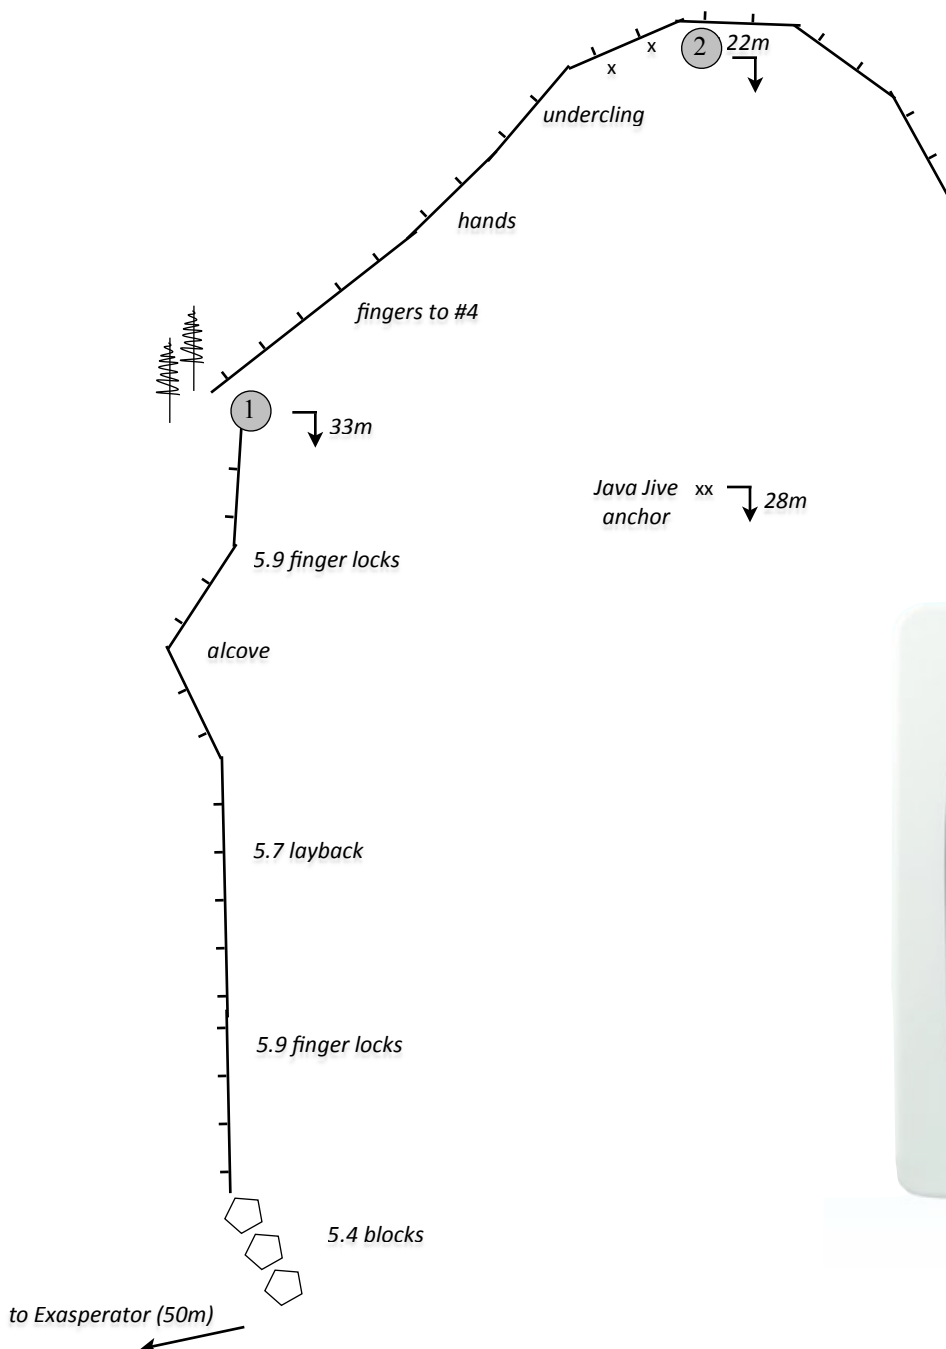 x
x
2
22m
undercling
hands
fingers to #4
1
33m
Java Jive xx
anchor
28m
5.9 finger locks
alcove
5.7 layback
5.9 finger locks
5.4 blocks
to Exasperator (50m)